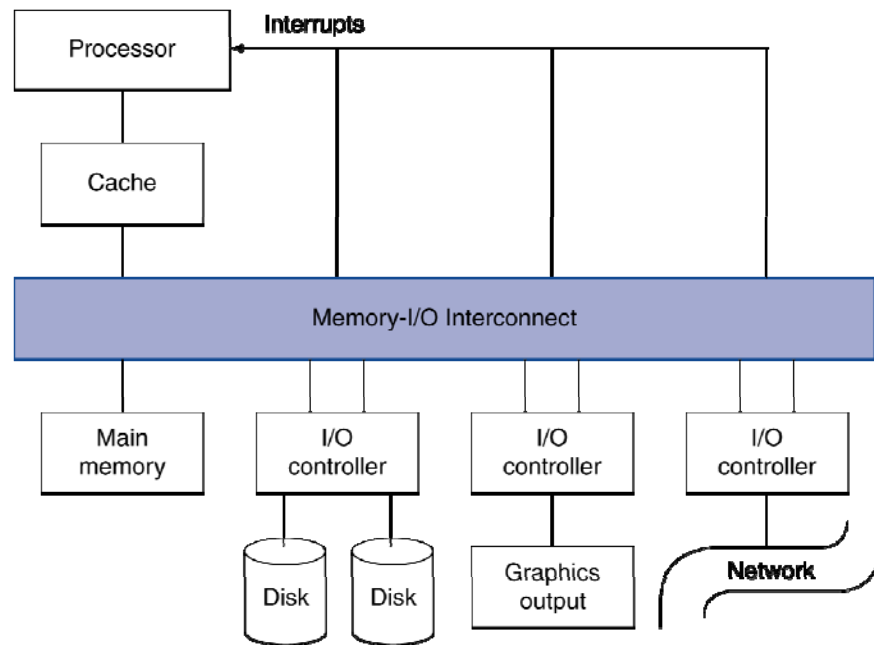 Interrupts
Processor
Cache
Memory-I/O Interconnect
Main
memory
I/O
controller
I/O
controller
I/O
controller
Disk
Disk
Graphics
output
Network